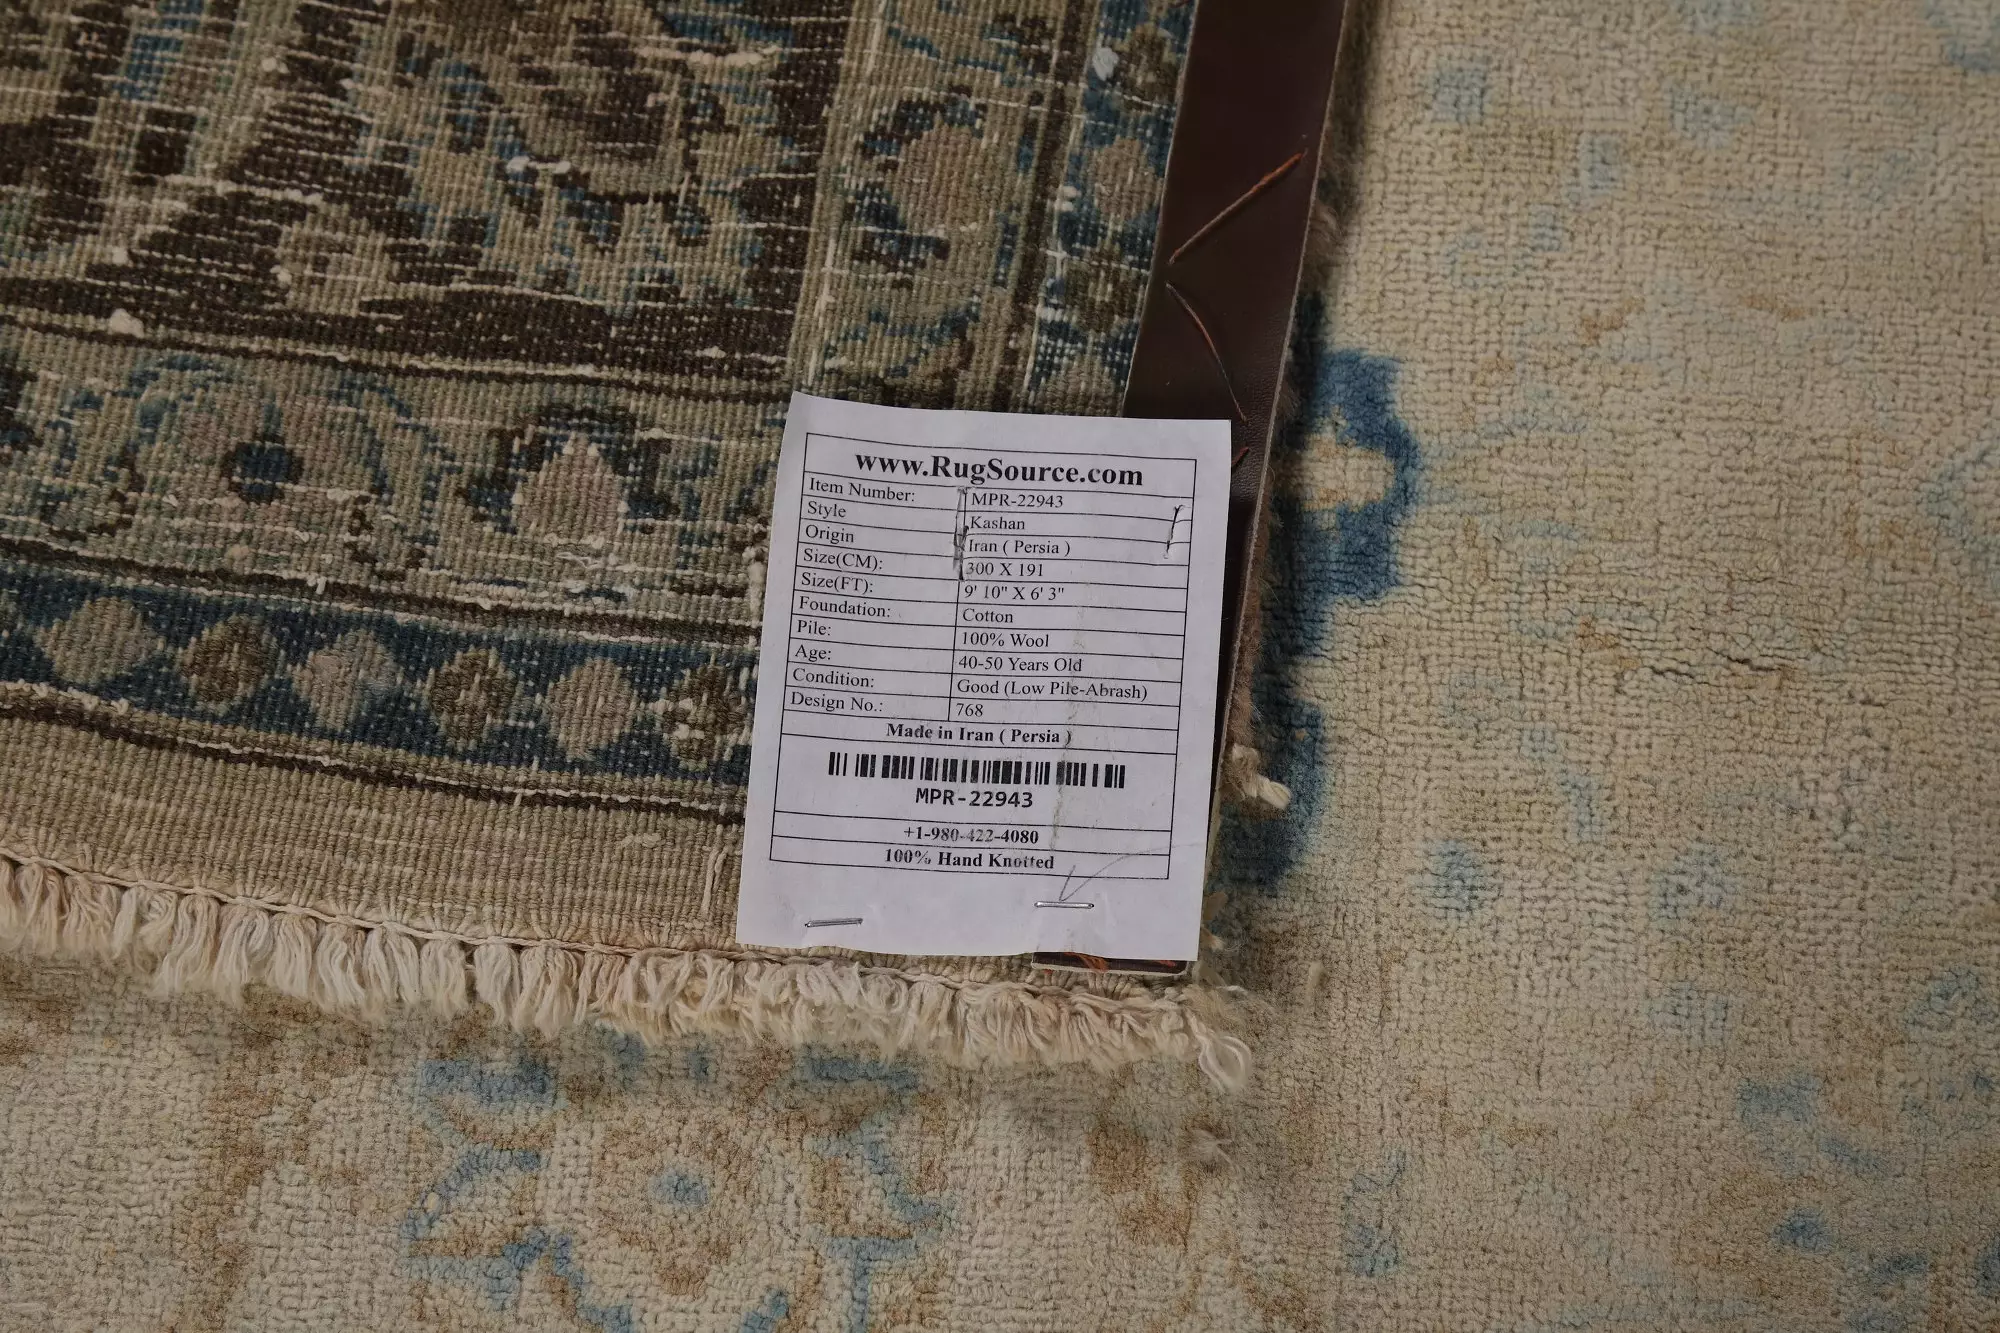 www.RugSource.com
Item Number: MPR-22943
Style Kashan
Origin Iran ( Persia )
Size(CM): 300 X 191
Size(FT): 9' 10" X 6' 3"
Foundation: Cotton
Pile: 100% Wool
Age: 40-50 Years Old
Condition: Good (Low Pile-Abrash)
Design No.: 768
Made in Iran ( Persia )
MPR-22943
+1-980-422-4080
100% Hand Knotted